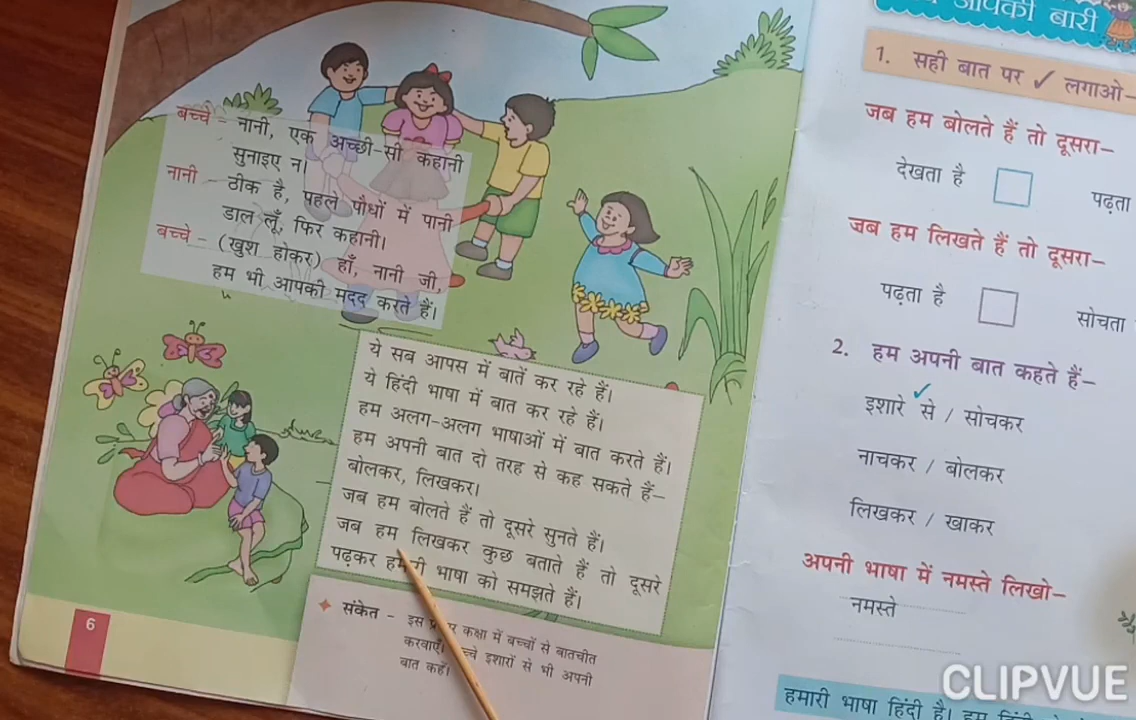 बच्चे – नानी, एक अच्छी-सी कहानी
सुनाइए न।
नानी – ठीक है, पहले पौधों में पानी
डाल लूँ, फिर कहानी।
बच्चे – (खुश होकर) हाँ, नानी जी,
हम भी आपकी मदद करते हैं।
ये सब आपस में बातें कर रहे हैं।
ये हिंदी भाषा में बात कर रहे हैं।
हम अलग-अलग भाषाओं में बात करते हैं।
हम अपनी बात दो तरह से कह सकते हैं–
बोलकर, लिखकर।
जब हम बोलते हैं तो दूसरे सुनते हैं।
जब हम लिखकर कुछ बताते हैं तो दूसरे
पढ़कर हमारी भाषा को समझते हैं।
संकेत – इस कक्षा में बच्चों से बातचीत
करवाएँ। बच्चे इशारों से भी अपनी
बात कहें।
6
आपकी बारी
1. सही बात पर ✓ लगाओ–
जब हम बोलते हैं तो दूसरा–
देखता है पढ़ता
जब हम लिखते हैं तो दूसरा–
पढ़ता है सोचता
2. हम अपनी बात कहते हैं–
इशारे से / सोचकर
नाचकर / बोलकर
लिखकर / खाकर
अपनी भाषा में नमस्ते लिखो–
नमस्ते
हमारी भाषा हिंदी है। हम हिंदी
CLIPVUE